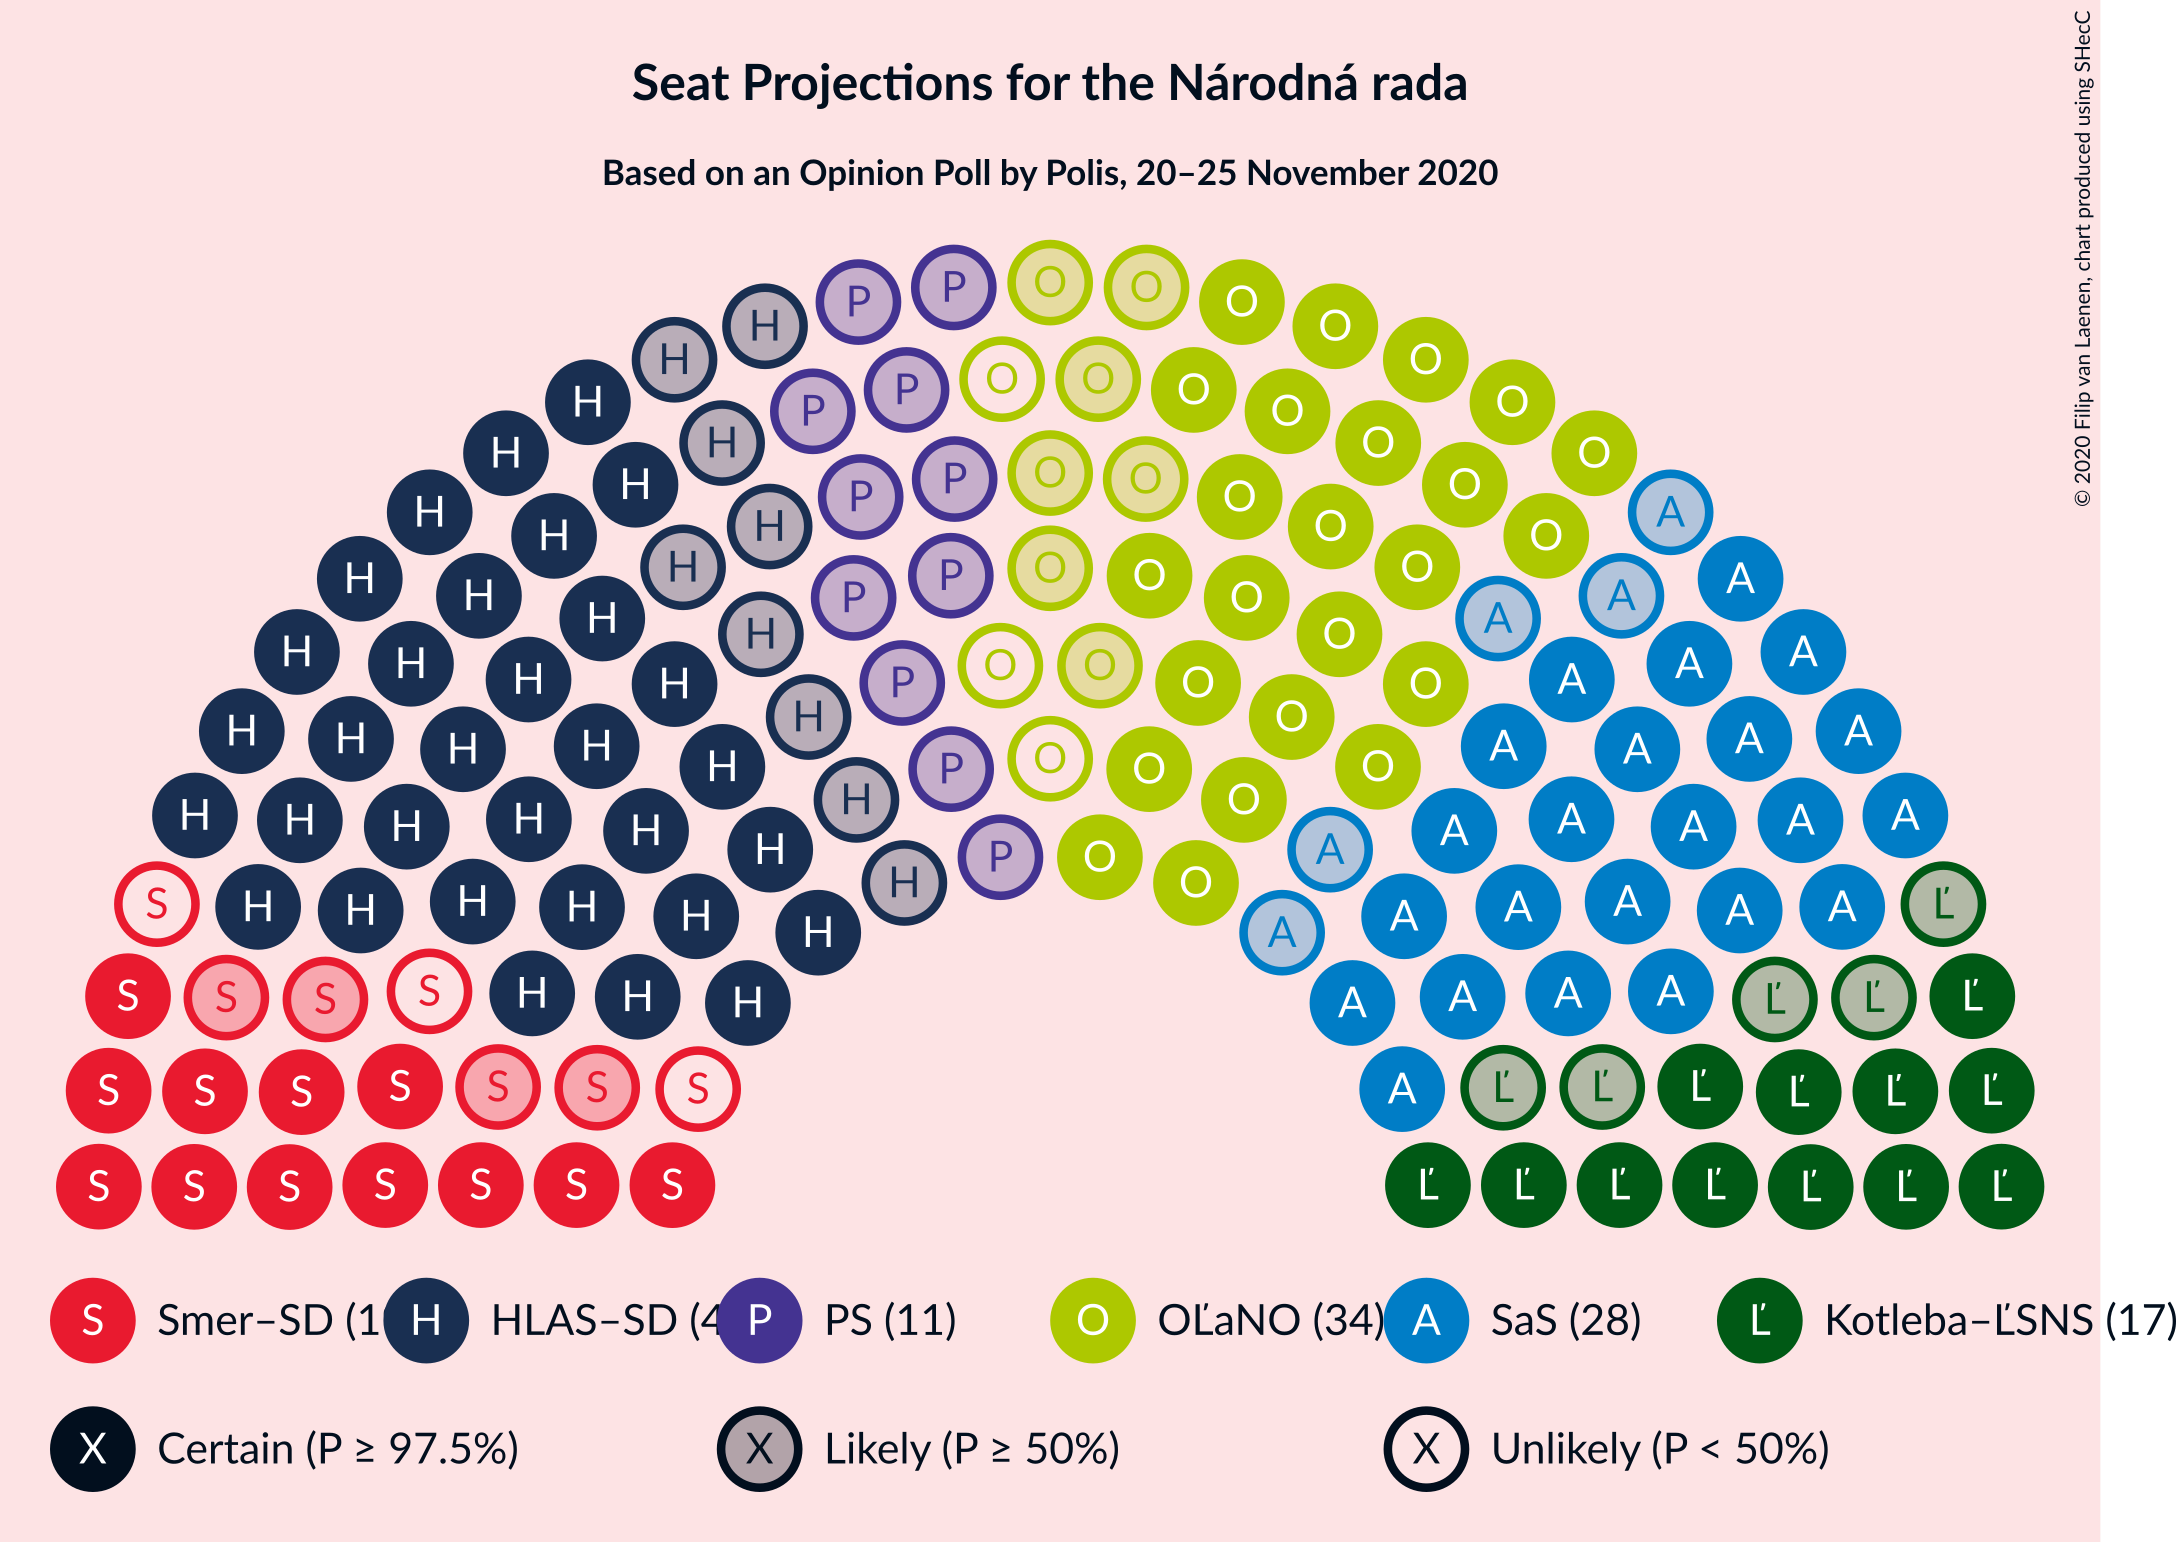 Seat Projections for the Národná rada
Based on an Opinion Poll by Polis, 20–25 November 2020
© 2020 Filip van Laenen, chart produced using SHecC
H P P O O O O
H H P P O O O O O O
H H H H P P O O O O O O A
H H H H H P P O O O O O O A A
H H H H H H P O O O O O A A A A
H H H H H H P O O O O A A A A
H H H H H H H P O O A A A A A A
S H H H H H H H O A A A A A A Ľ
S S S S H H H A A A A Ľ Ľ Ľ
S S S S S S S A Ľ Ľ Ľ Ľ Ľ Ľ
S S S S S S S Ľ Ľ Ľ Ľ Ľ Ľ Ľ
S Smer–SD (1 H HLAS–SD (4 P PS (11) O OĽaNO (34) A SaS (28) Ľ Kotleba–ĽSNS (17)
X Certain (P ≥ 97.5%) X Likely (P ≥ 50%) X Unlikely (P < 50%)